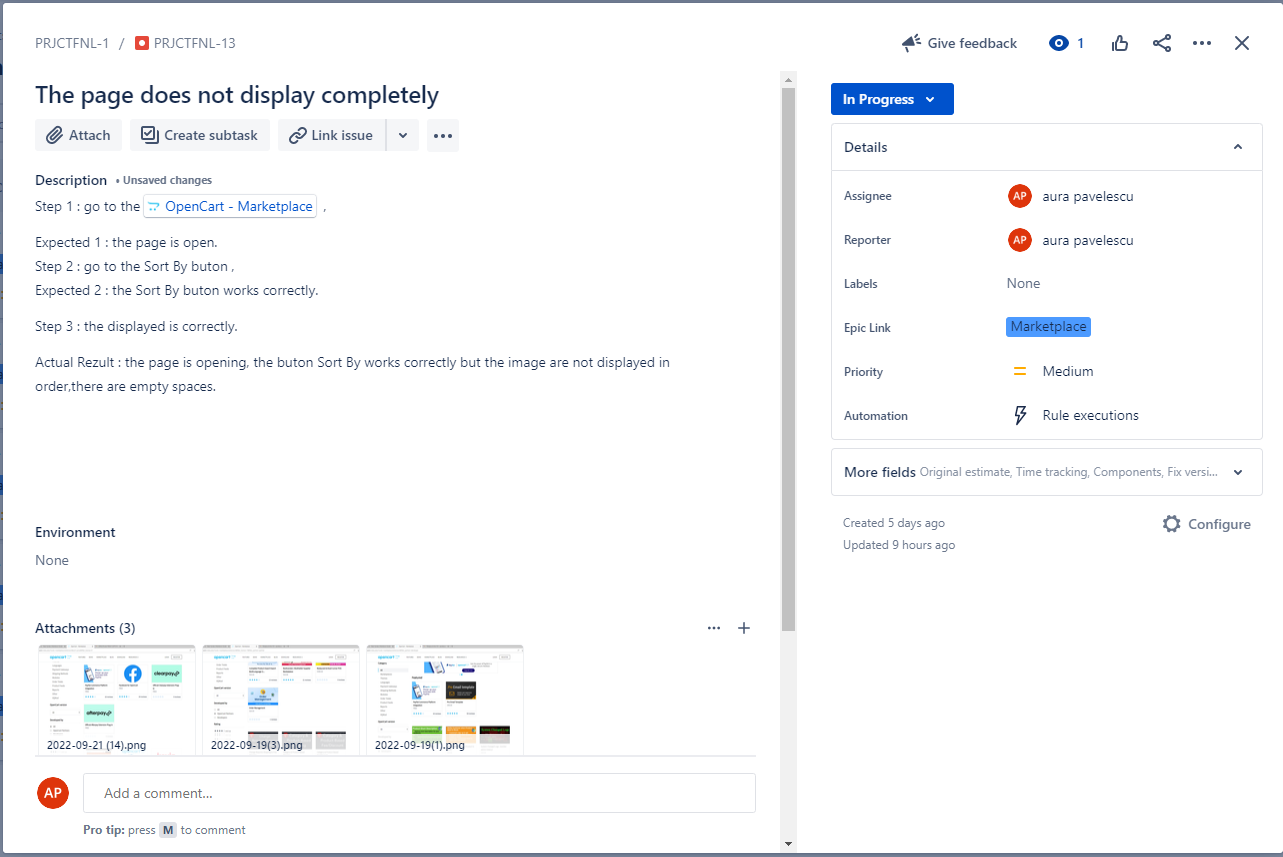 PRJCTFNL-1 / PRJCTFNL-13
Give feedback
1
The page does not display completely
Attach
Create subtask
Link issue
Description • Unsaved changes
Step 1 : go to the OpenCart - Marketplace ,
Expected 1 : the page is open.
Step 2 : go to the Sort By buton ,
Expected 2 : the Sort By buton works correctly.
Step 3 : the displayed is correctly.
Actual Rezult : the page is opening, the buton Sort By works correctly but the image are not displayed in
order,there are empty spaces.
Environment
None
Attachments (3)
clearpay
clearpay
2022-09-21 (14).png
2022-09-19(3).png
2022-09-19(1).png
AP
Add a comment...
Pro tip: press M to comment
In Progress
Details
Assignee
AP aura pavelescu
Reporter
AP aura pavelescu
Labels
None
Epic Link
Marketplace
Priority
Medium
Automation
Rule executions
More fields Original estimate, Time tracking, Components, Fix versi...
Created 5 days ago
Configure
Updated 9 hours ago